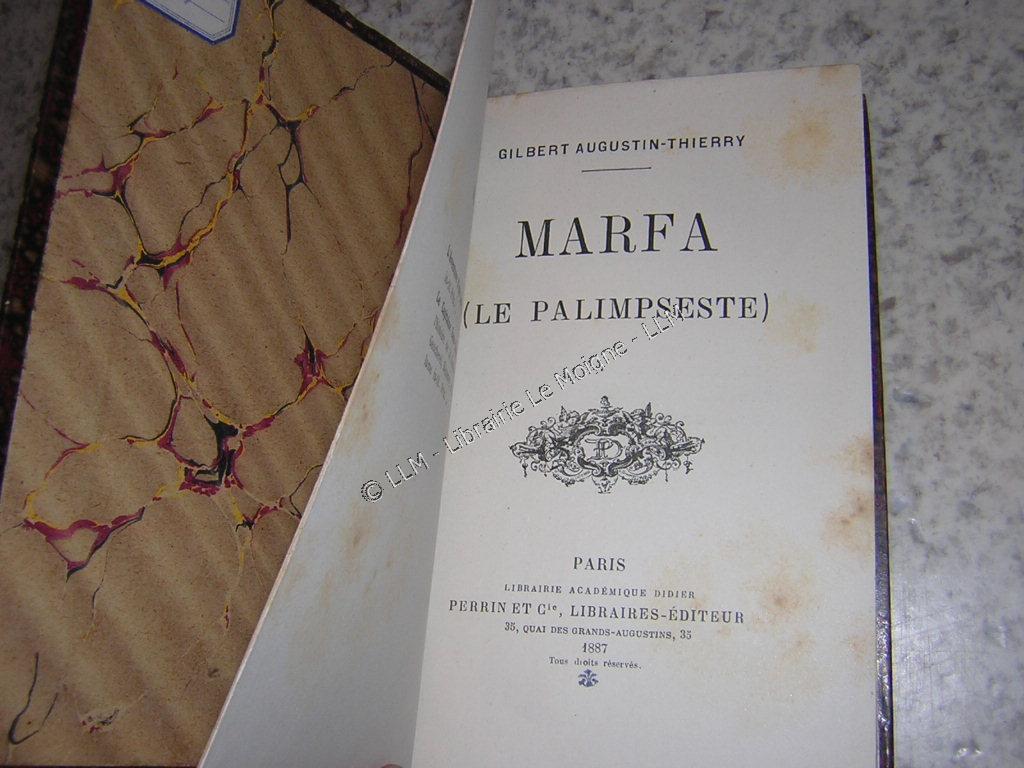 GILBERT AUGUSTIN-THIERRY
MARFA
(LE PALIMPSESTE)
© LLM - Librairie Le Moigne - LLM
PARIS
LIBRAIRIE ACADÉMIQUE DIDIER
PERRIN ET Cie, LIBRAIRES-ÉDITEUR
35, QUAI DES GRANDS-AUGUSTINS, 35
1887
Tous droits réservés.